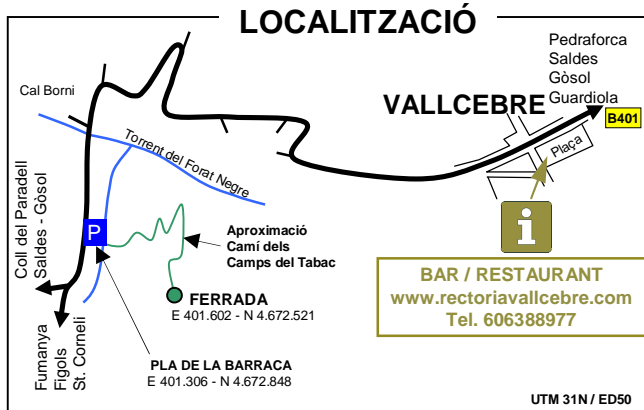 LOCALITZACIÓ
Pedraforca
Saldes
Gòsol
Guardiola
B401
Cal Borni
VALLCEBRE
Plaça
Torrent del Forat Negre
Coll del Paradell
Saldes - Gòsol
P
Aproximació
Camí dels
Camps del Tabac
i
BAR / RESTAURANT
www.rectoriavallcebre.com
Tel. 606388977
FERRADA
E 401.602 - N 4.672.521
Fumanya
Figols
St. Corneli
PLA DE LA BARRACA
E 401.306 - N 4.672.848
UTM 31N / ED50